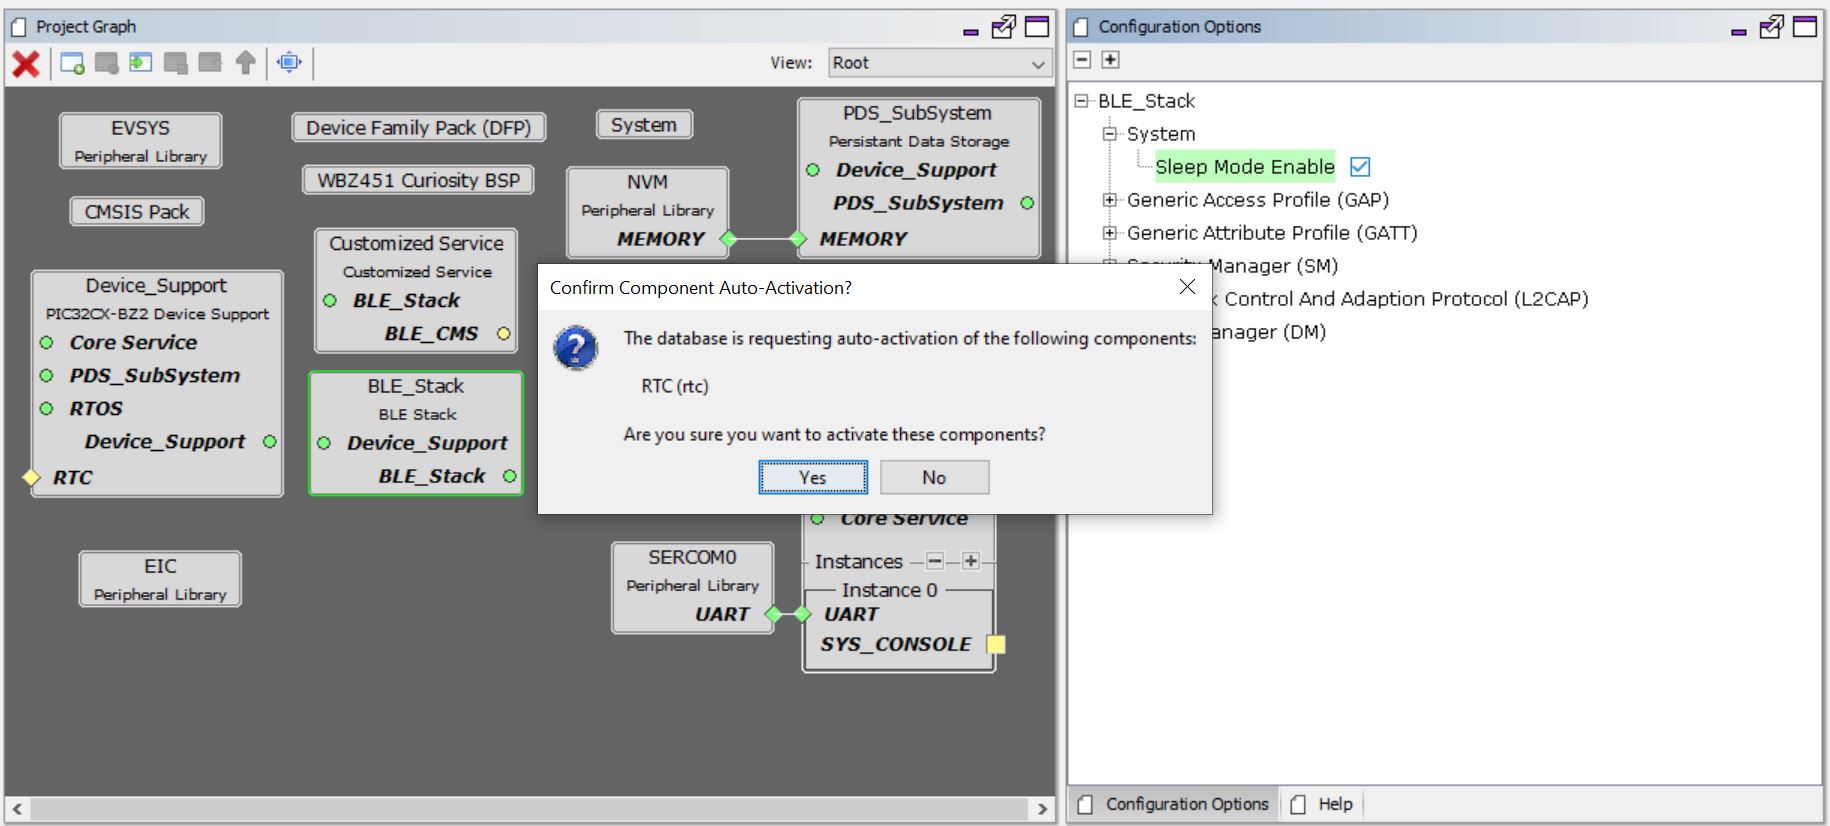 Project Graph
View: Root
EVSYS
Peripheral Library
CMSIS Pack
Device Family Pack (DFP)
WBZ451 Curiosity BSP
System
NVM
Peripheral Library
MEMORY
PDS_SubSystem
Persistant Data Storage
Device_Support
PDS_SubSystem
MEMORY
Customized Service
Customized Service
BLE_Stack
BLE_CMS
Device_Support
PIC32CX-BZ2 Device Support
Core Service
PDS_SubSystem
RTOS
Device_Support
RTC
BLE_Stack
BLE Stack
Device_Support
BLE_Stack
EIC
Peripheral Library
SERCOM0
Peripheral Library
UART
Core Service
Instances
Instance 0
UART
SYS_CONSOLE
Confirm Component Auto-Activation?
The database is requesting auto-activation of the following components:
RTC (rtc)
Are you sure you want to activate these components?
Yes
No
Configuration Options
BLE_Stack
System
Sleep Mode Enable
Generic Access Profile (GAP)
Generic Attribute Profile (GATT)
Security Manager (SM)
Control And Adaption Protocol (L2CAP)
(DM)
Configuration Options
Help